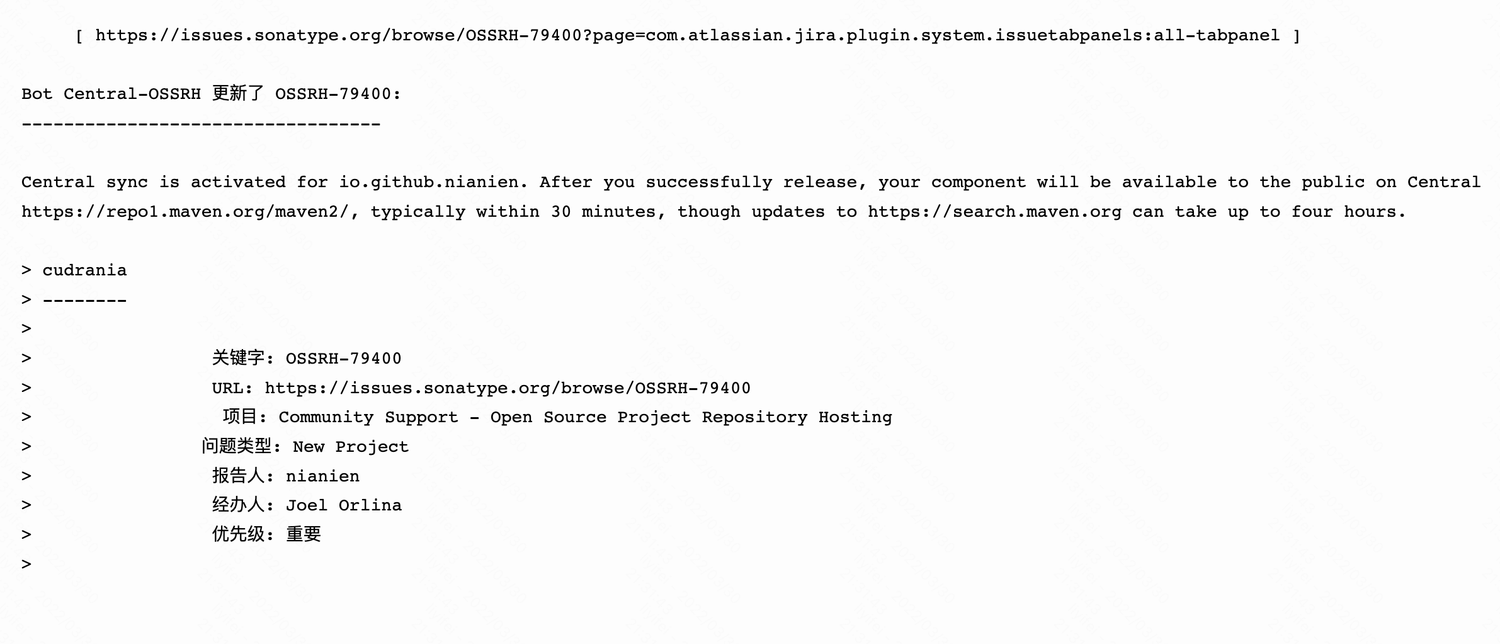 [ https://issues.sonatype.org/browse/OSSRH-79400?page=com.atlassian.jira.plugin.system.issuetabpanels:all-tabpanel ]
Bot Central-OSSRH 更新了 OSSRH-79400:
----------------------------------
Central sync is activated for io.github.nianien. After you successfully release, your component will be available to the public on Central
https://repo1.maven.org/maven2/, typically within 30 minutes, though updates to https://search.maven.org can take up to four hours.
> cudrania
> --------
>
> 关键字: OSSRH-79400
> URL: https://issues.sonatype.org/browse/OSSRH-79400
> 项目: Community Support - Open Source Project Repository Hosting
> 问题类型: New Project
> 报告人: nianien
> 经办人: Joel Orlina
> 优先级: 重要
>